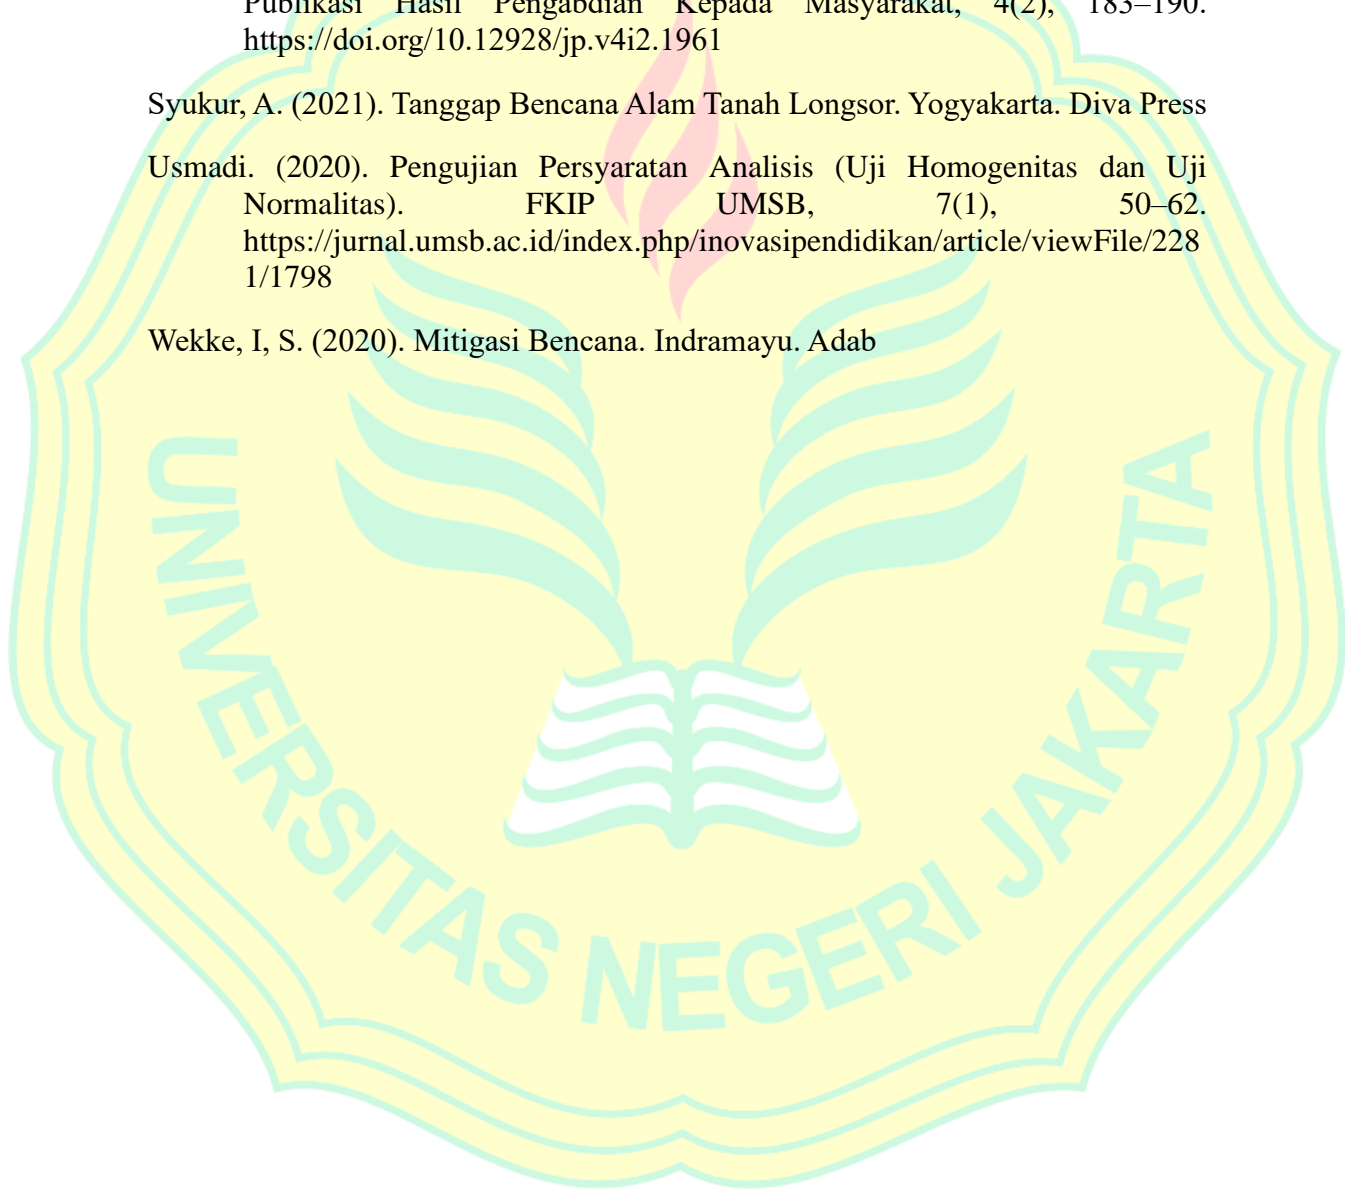 Publikasi Hasil Pengabdian Kepada Masyarakat, 4(2), 183–190.
https://doi.org/10.12928/jp.v4i2.1961
Syukur, A. (2021). Tanggap Bencana Alam Tanah Longsor. Yogyakarta. Diva Press
Usmadi. (2020). Pengujian Persyaratan Analisis (Uji Homogenitas dan Uji
Normalitas). FKIP UMSB, 7(1), 50–62.
https://jurnal.umsb.ac.id/index.php/inovasipendidikan/article/viewFile/228
1/1798
Wekke, I, S. (2020). Mitigasi Bencana. Indramayu. Adab
UNIVERSITAS NEGERI JAKARTA